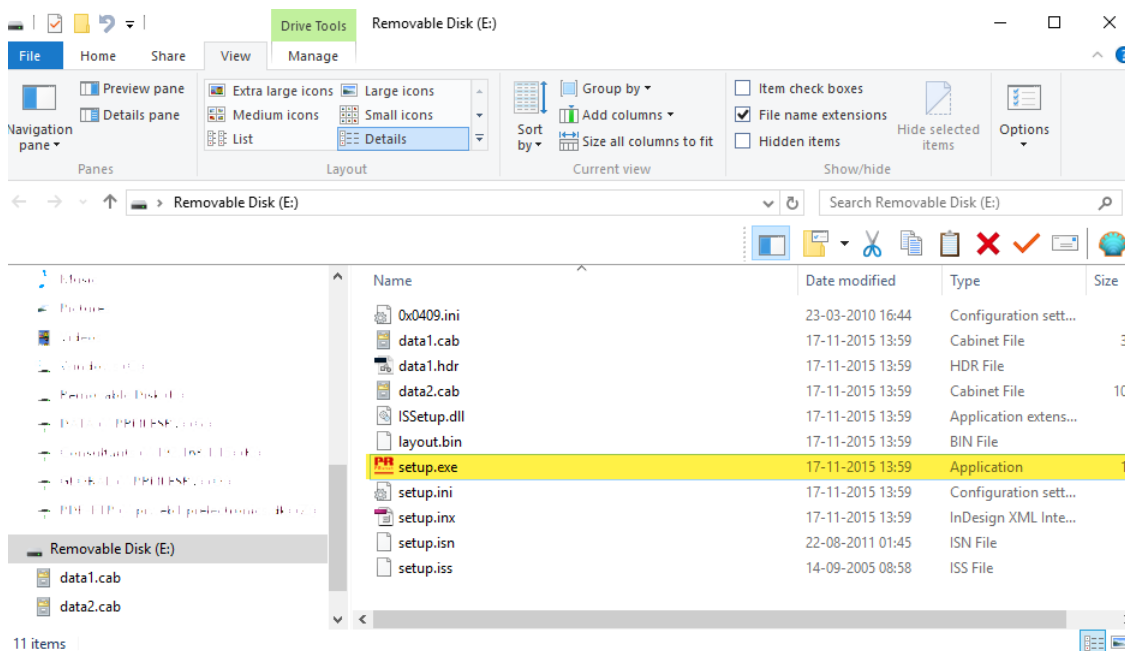 Drive Tools Removable Disk (E:)
File Home Share View Manage
Preview pane Extra large icons Large icons Group by Item check boxes
Details pane Medium icons Small icons Add columns File name extensions
Navigation pane List Details Sort by Size all columns to fit Hidden items Hide selected items Options
Panes Layout Current view Show/hide
Removable Disk (E:) Search Removable Disk (E:)
Name Date modified Type Size
0x0409.ini 23-03-2010 16:44 Configuration sett...
data1.cab 17-11-2015 13:59 Cabinet File
data1.hdr 17-11-2015 13:59 HDR File
data2.cab 17-11-2015 13:59 Cabinet File
ISSetup.dll 17-11-2015 13:59 Application extens...
layout.bin 17-11-2015 13:59 BIN File
PR
setup.exe 17-11-2015 13:59 Application
setup.ini 17-11-2015 13:59 Configuration sett...
setup.inx 17-11-2015 13:59 InDesign XML Inte...
setup.isn 22-08-2011 01:45 ISN File
setup.iss 14-09-2005 08:58 ISS File
Removable Disk (E:)
data1.cab
data2.cab
11 items